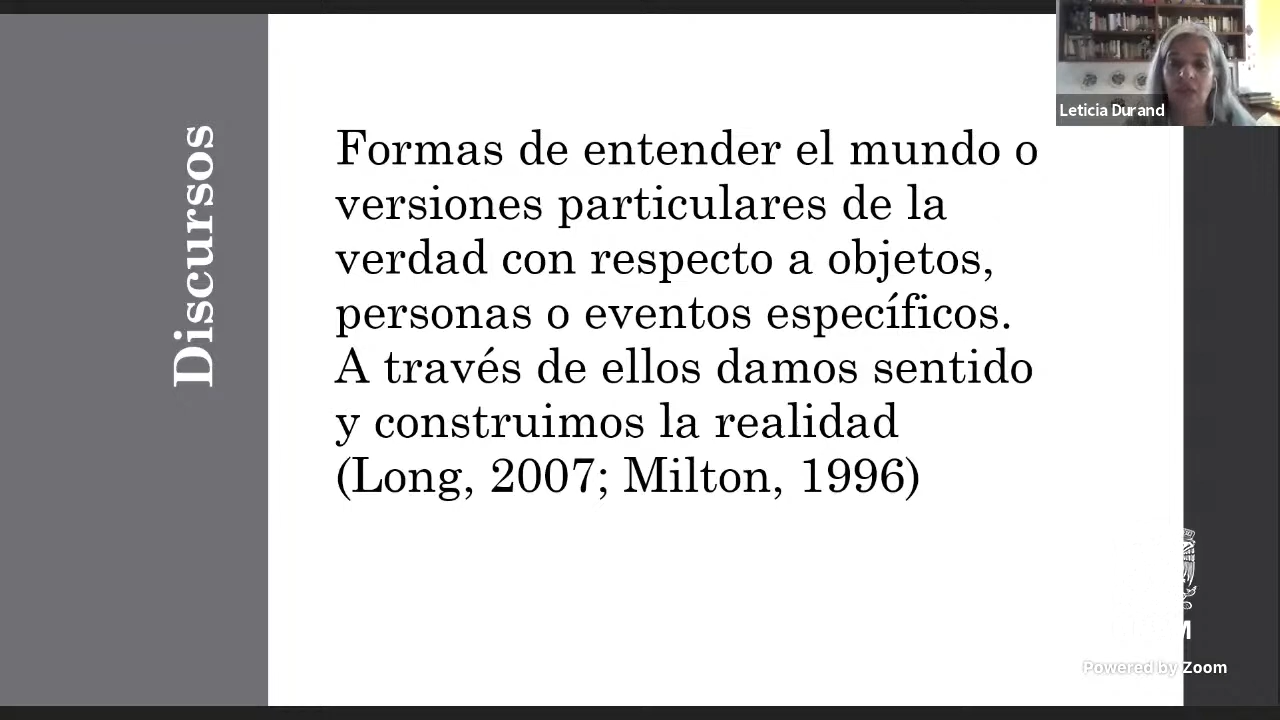 Discursos
Formas de entender el mundo o
versiones particulares de la
verdad con respecto a objetos,
personas o eventos específicos.
A través de ellos damos sentido
y construimos la realidad
(Long, 2007; Milton, 1996)
Leticia Durand
Powered by Zoom